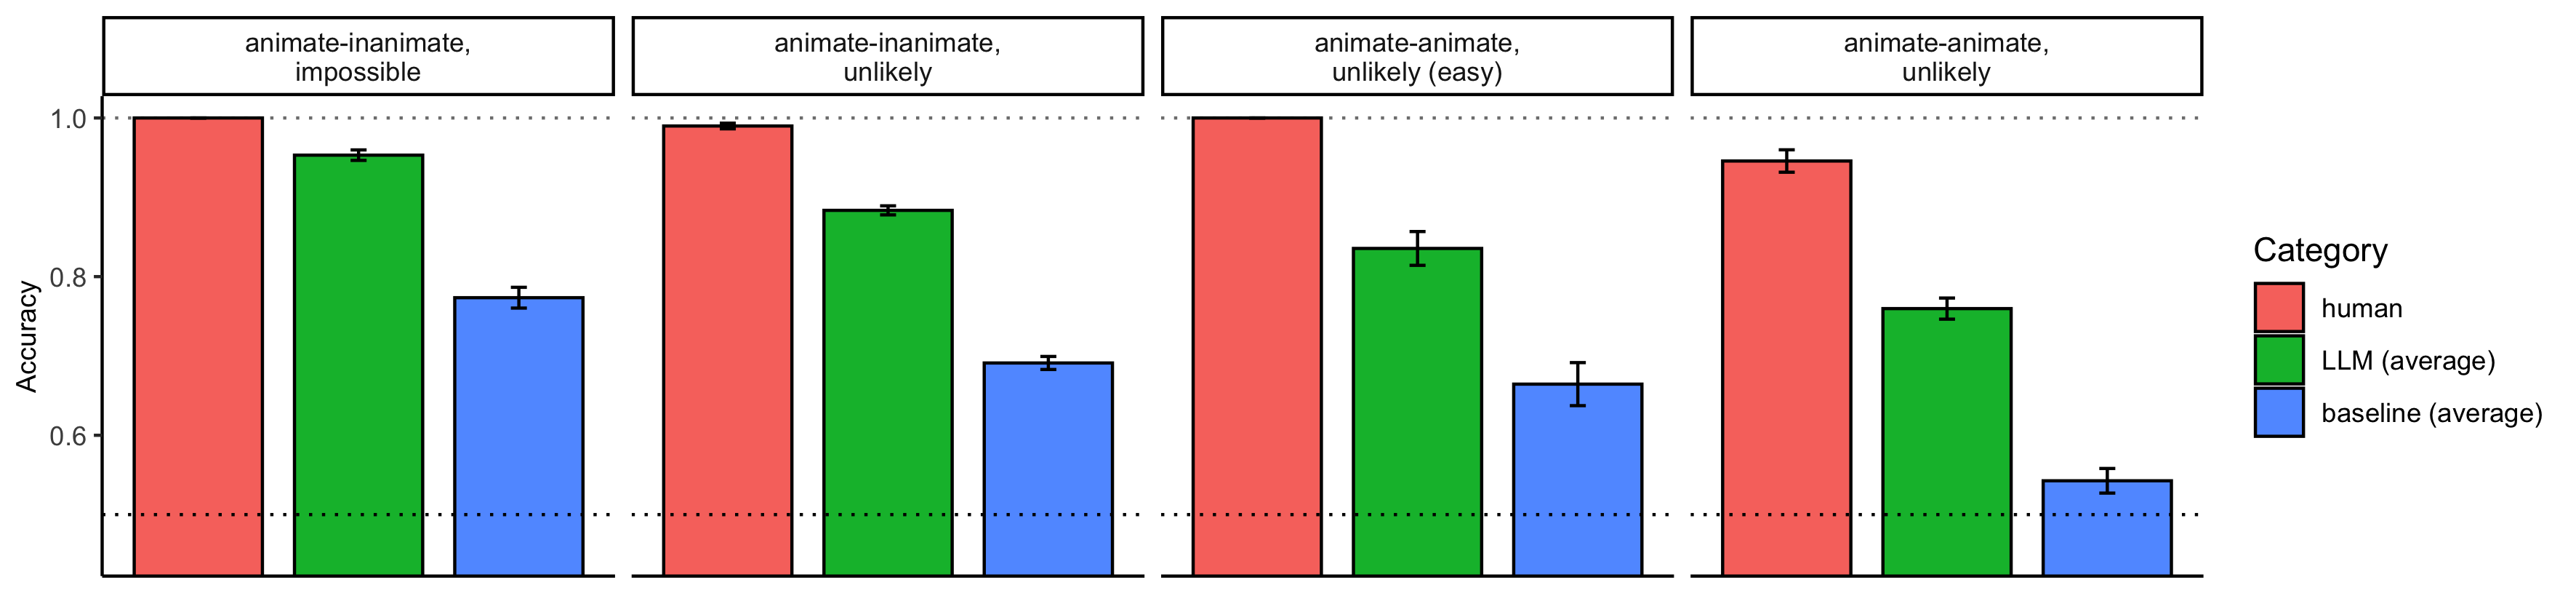 animate-inanimate,
impossible
animate-inanimate,
unlikely
animate-animate,
unlikely (easy)
animate-animate,
unlikely
Accuracy
1.0
0.8
0.6
Category
human
LLM (average)
baseline (average)